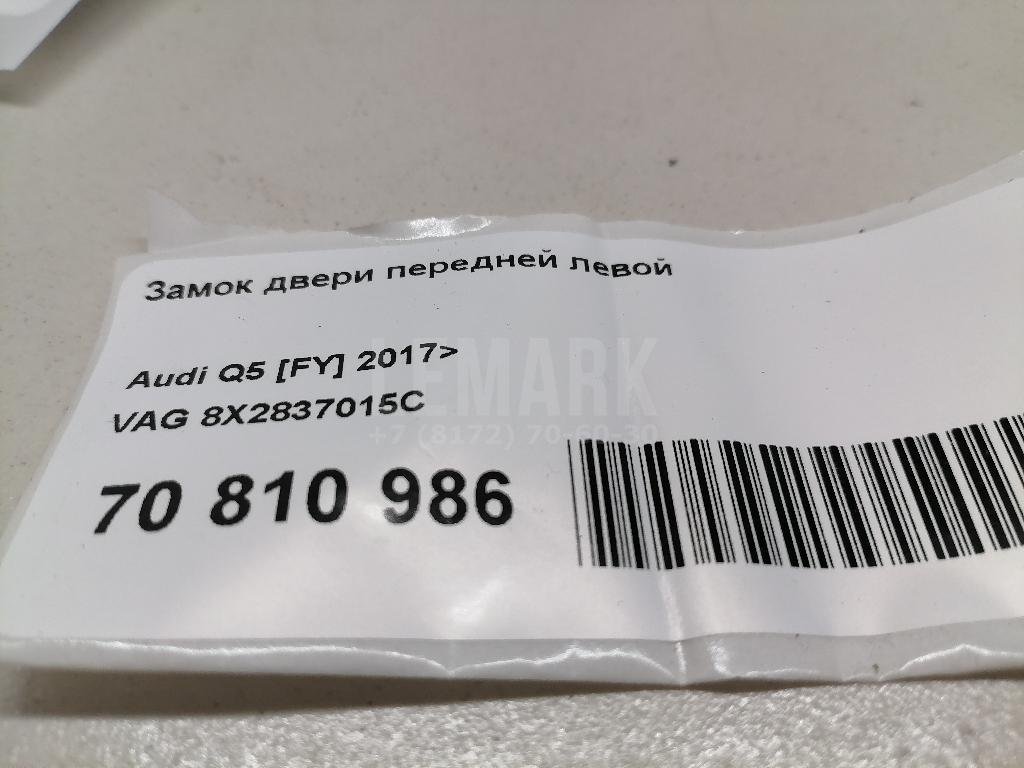 Замок двери передней левой
Audi Q5 [FY] 2017>
VAG 8X2837015C
LEMARK
+7 (8172) 70-60-30
70 810 986